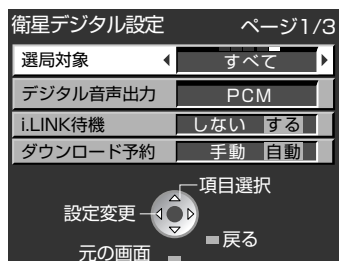 衛星デジタル設定 ページ1/3
選局対象 すべて
デジタル音声出力 PCM
i.LINK待機 しない する
ダウンロード予約 手動 自動
項目選択
設定変更
戻る
元の画面